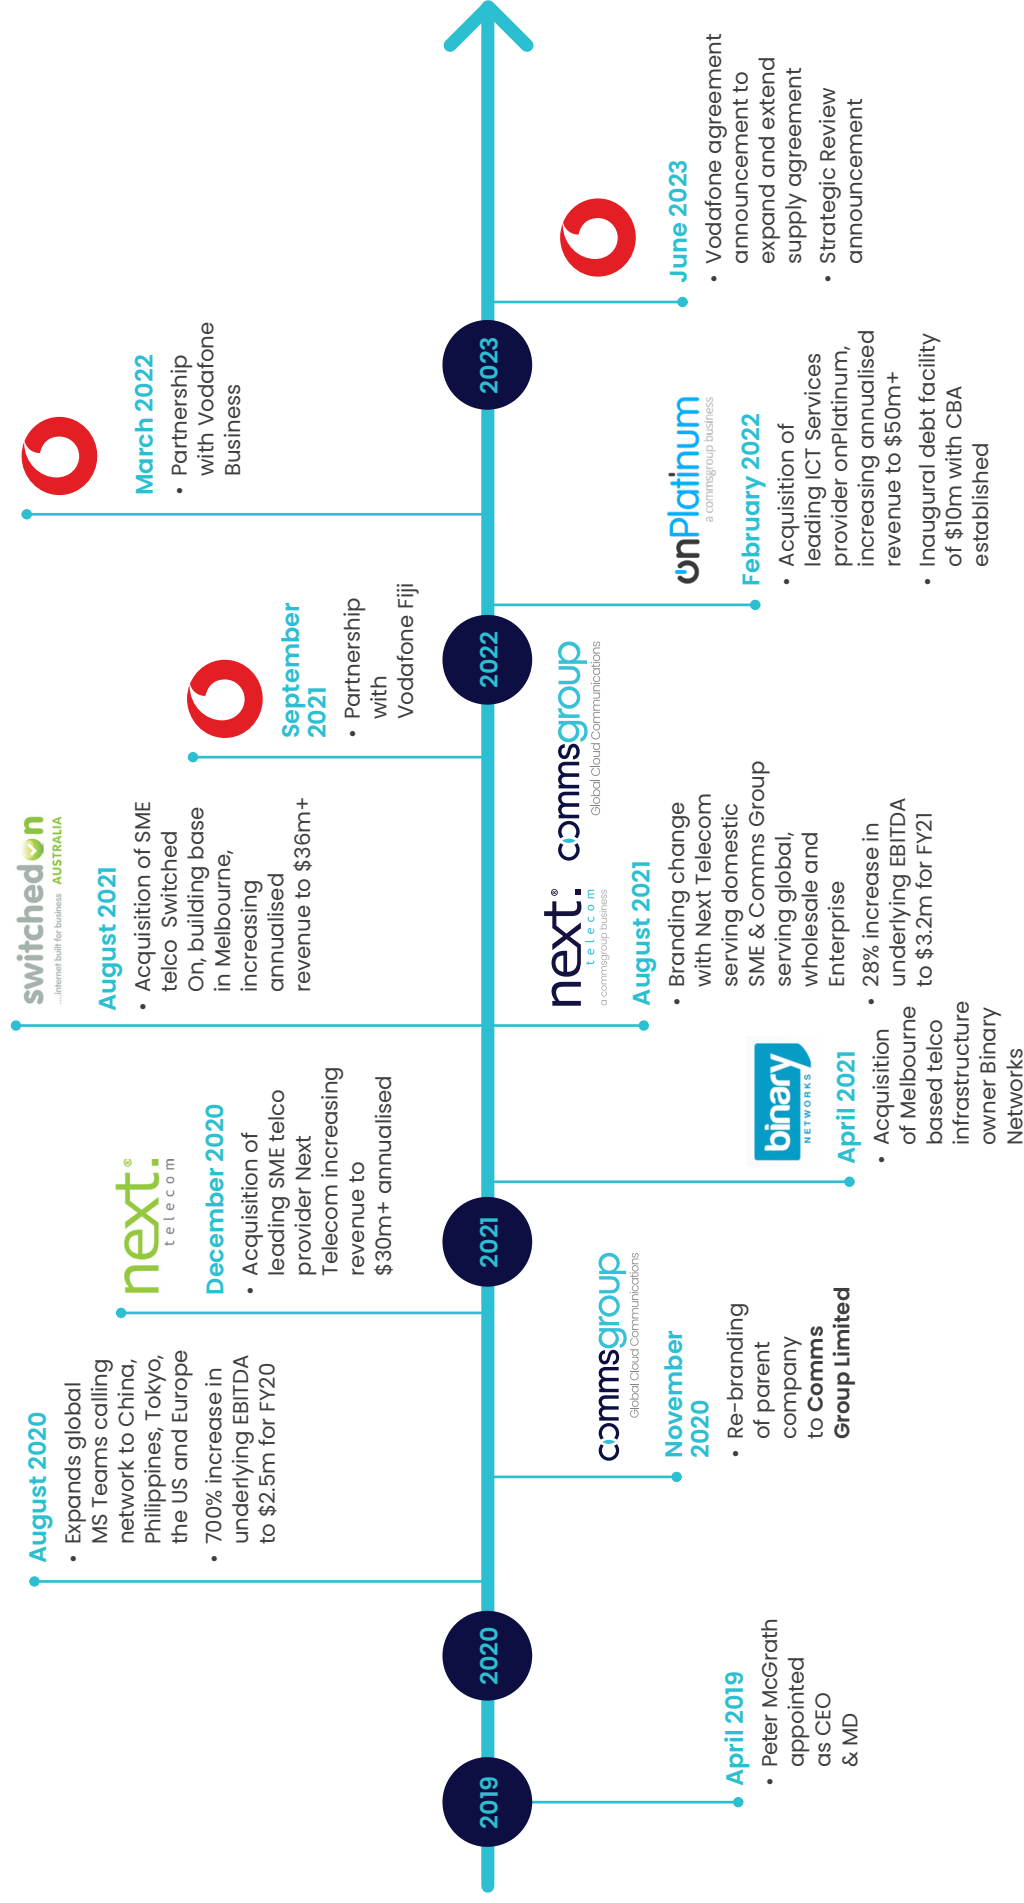 2019
April 2019
• Peter McGrath
appointed
as CEO
& MD
2020
August 2020
• Expands global
MS Teams calling
network to China,
Philippines, Tokyo,
the US and Europe
• 700% increase in
underlying EBITDA
to $2.5m for FY20
commsgroup
Global Cloud Communications
November
2020
• Re-branding
of parent
company
to Comms
Group Limited
next.®
telecom
December 2020
• Acquisition of
leading SME telco
provider Next
Telecom increasing
revenue to
$30m+ annualised
2021
binary
NETWORKS
April 2021
• Acquisition
of Melbourne
based telco
infrastructure
owner Binary
Networks
switchedon
....internet built for business AUSTRALIA
August 2021
• Acquisition of SME
telco Switched
On, building base
in Melbourne,
increasing
annualised
revenue to $36m+
next.®
telecom
a commsgroup business
commsgroup
Global Cloud Communications
August 2021
• Branding change
with Next Telecom
serving domestic
SME & Comms Group
serving global,
wholesale and
Enterprise
• 28% increase in
underlying EBITDA
to $3.2m for FY21
September
2021
• Partnership
with
Vodafone Fiji
2022
onPlatinum
a commsgroup business
February 2022
• Acquisition of
leading ICT Services
provider onPlatinum,
increasing annualised
revenue to $50m+
• Inaugural debt facility
of $10m with CBA
established
March 2022
• Partnership
with Vodafone
Business
2023
June 2023
• Vodafone agreement
announcement to
expand and extend
supply agreement
• Strategic Review
announcement